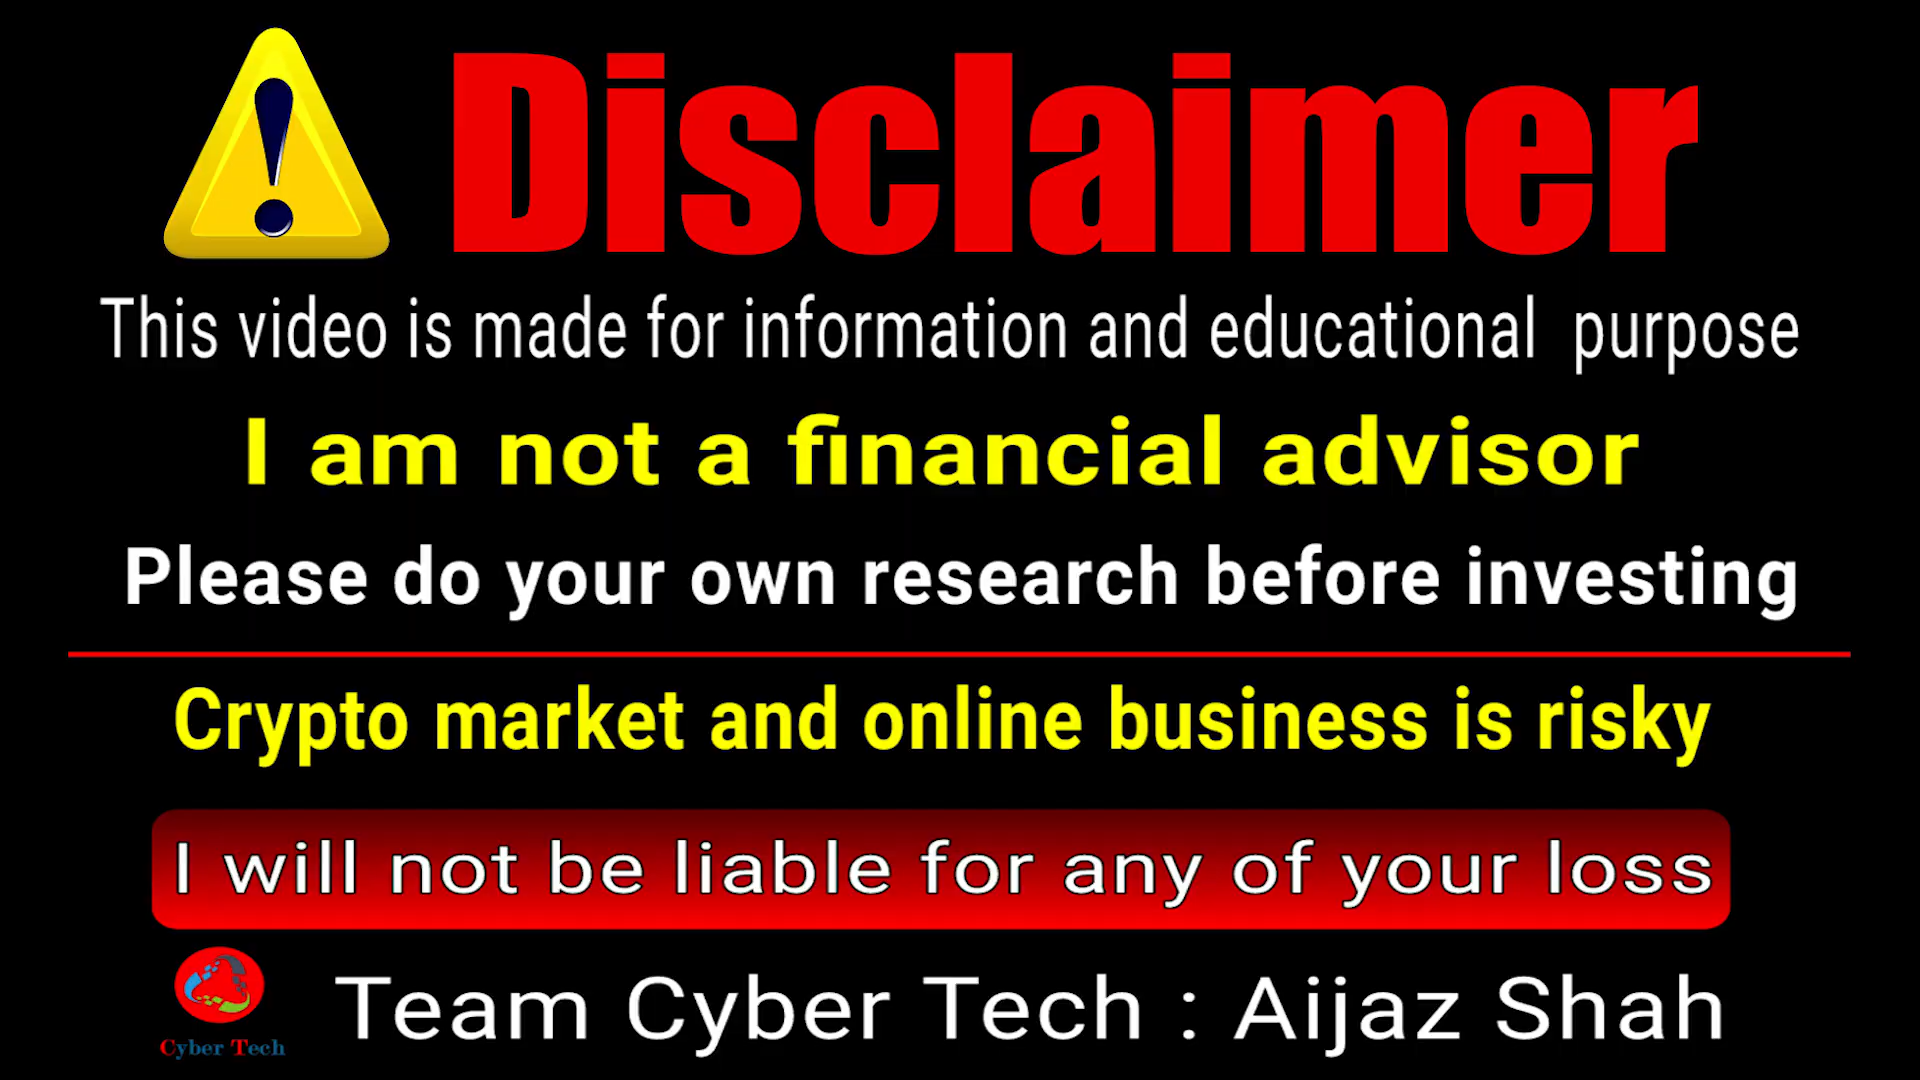 Disclaimer
This video is made for information and educational purpose
I am not a financial advisor
Please do your own research before investing
Crypto market and online business is risky
I will not be liable for any of your loss
Team Cyber Tech : Aijaz Shah
Cyber Tech